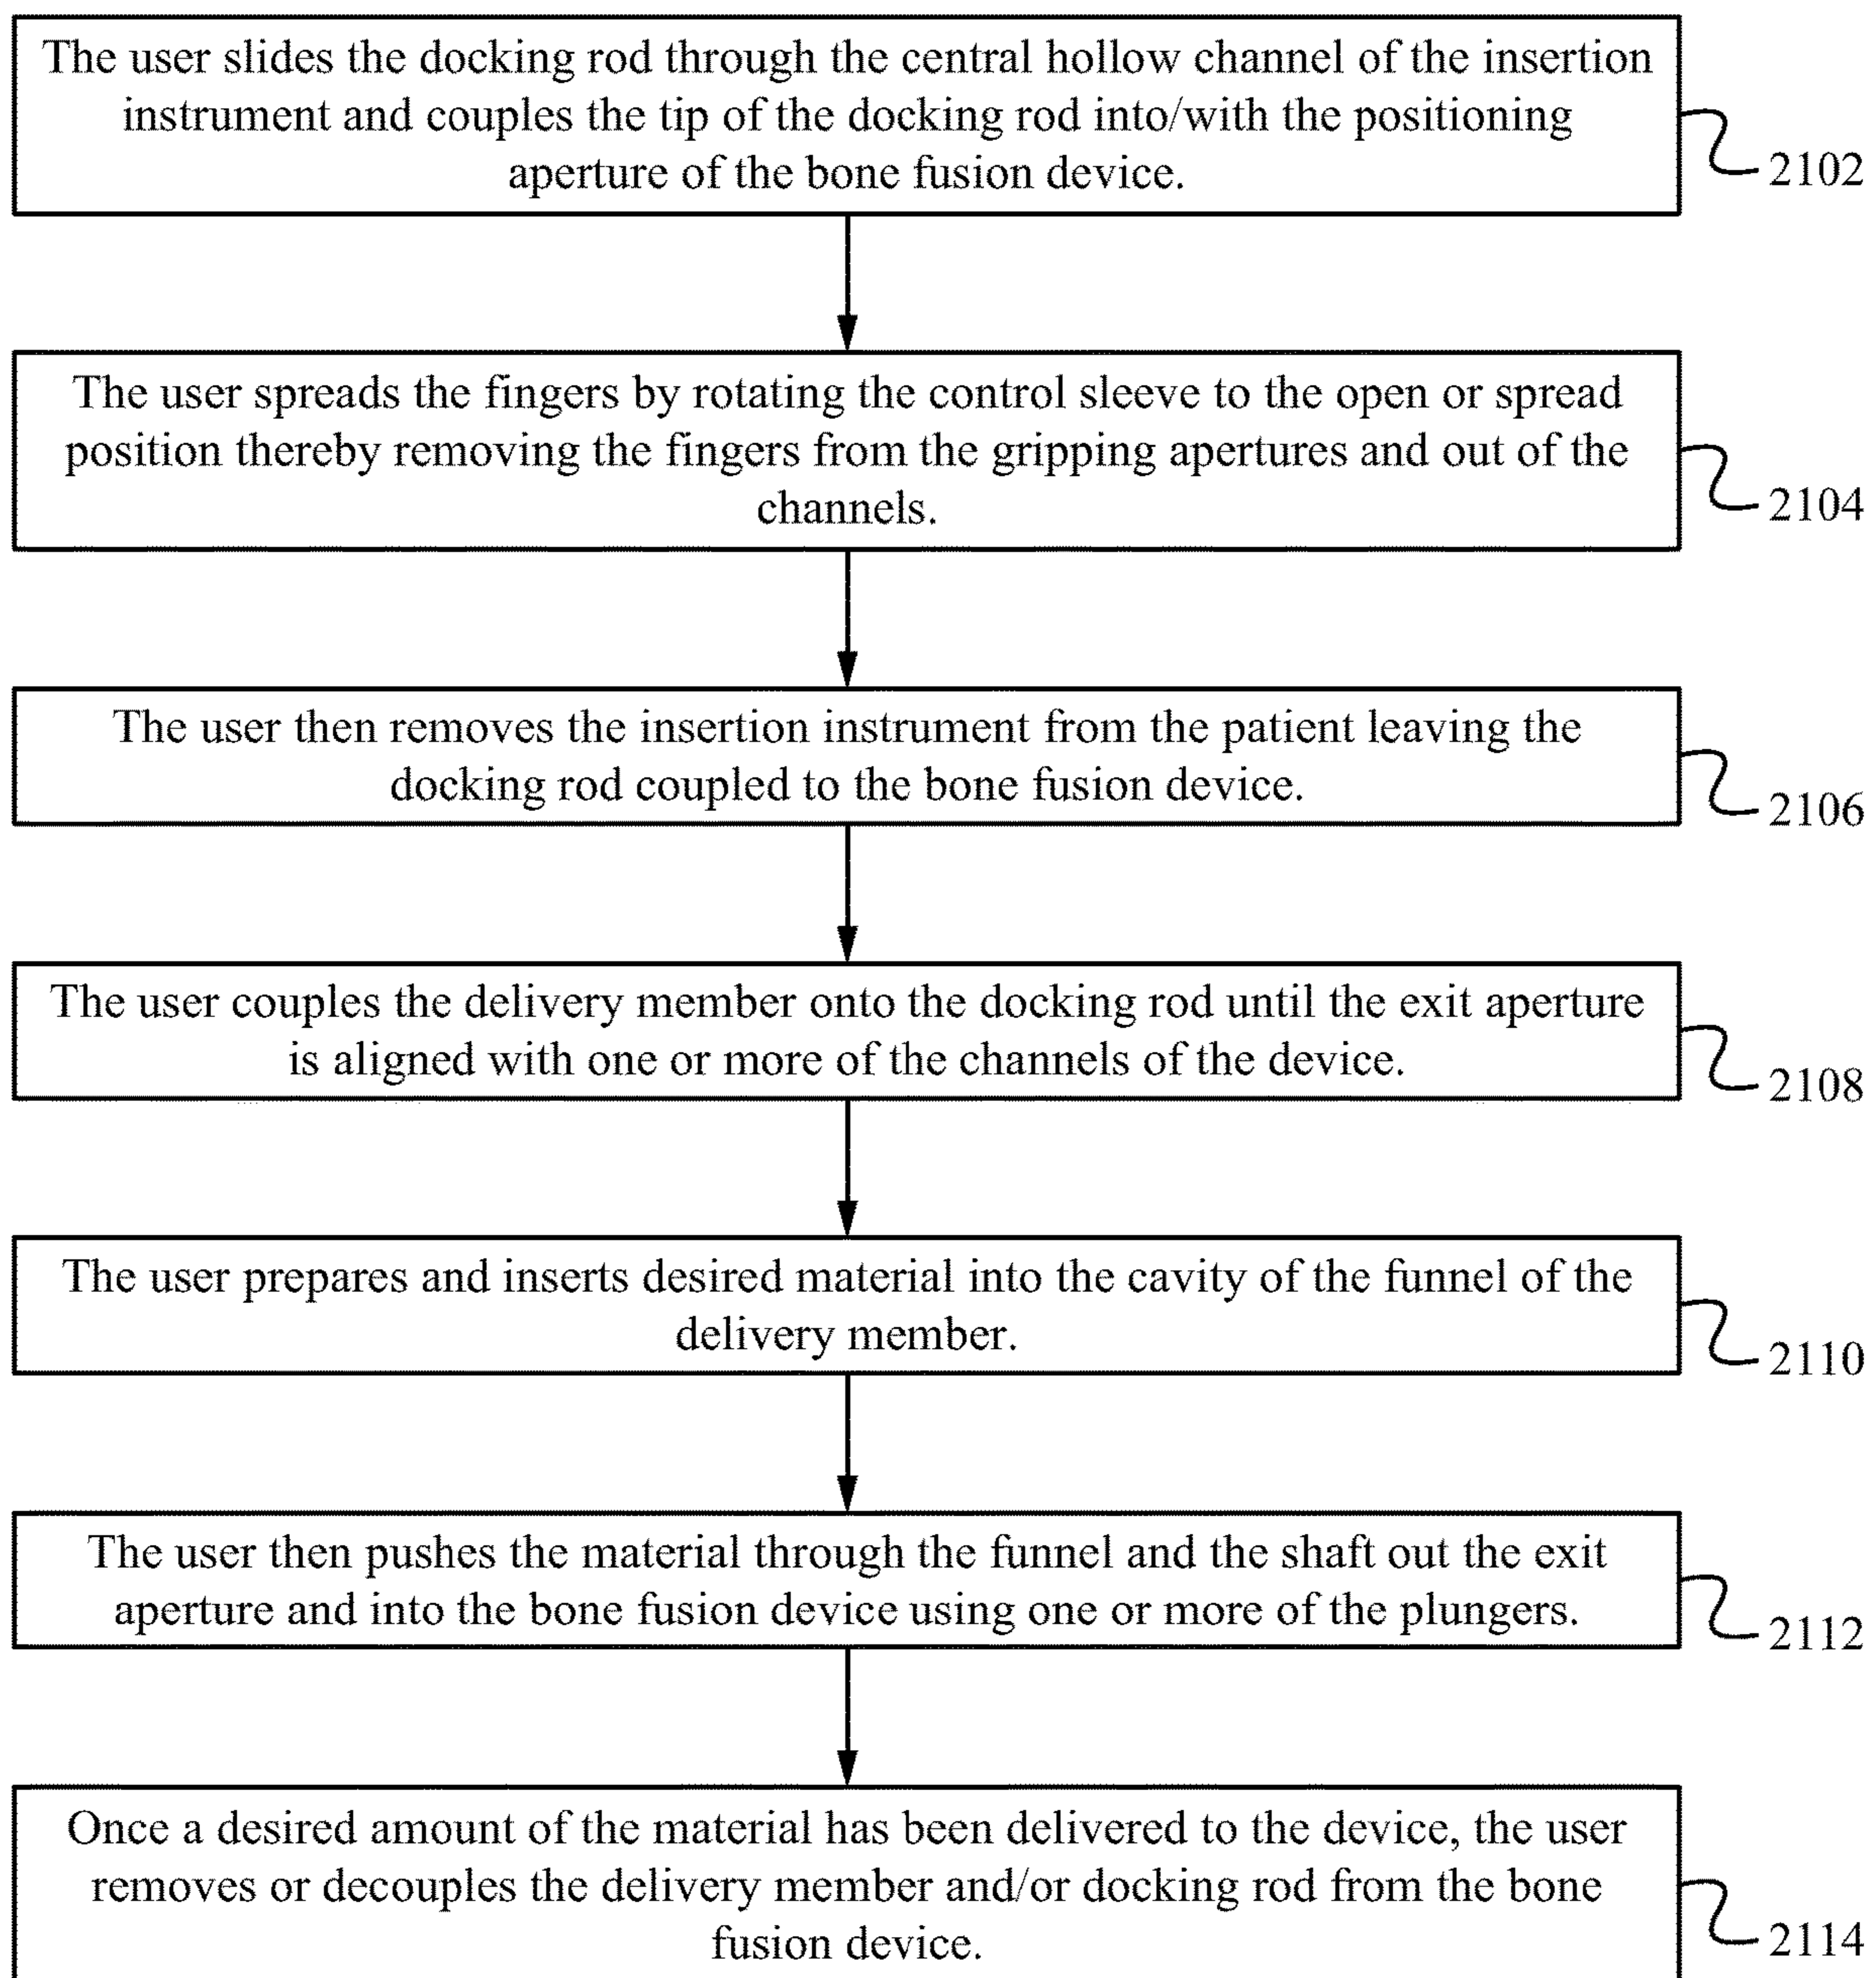 The user slides the docking rod through the central hollow channel of the insertion
instrument and couples the tip of the docking rod into/with the positioning
aperture of the bone fusion device.
2102
The user spreads the fingers by rotating the control sleeve to the open or spread
position thereby removing the fingers from the gripping apertures and out of the
channels.
2104
The user then removes the insertion instrument from the patient leaving the
docking rod coupled to the bone fusion device.
2106
The user couples the delivery member onto the docking rod until the exit aperture
is aligned with one or more of the channels of the device.
2108
The user prepares and inserts desired material into the cavity of the funnel of the
delivery member.
2110
The user then pushes the material through the funnel and the shaft out the exit
aperture and into the bone fusion device using one or more of the plungers.
2112
Once a desired amount of the material has been delivered to the device, the user
removes or decouples the delivery member and/or docking rod from the bone
fusion device.
2114